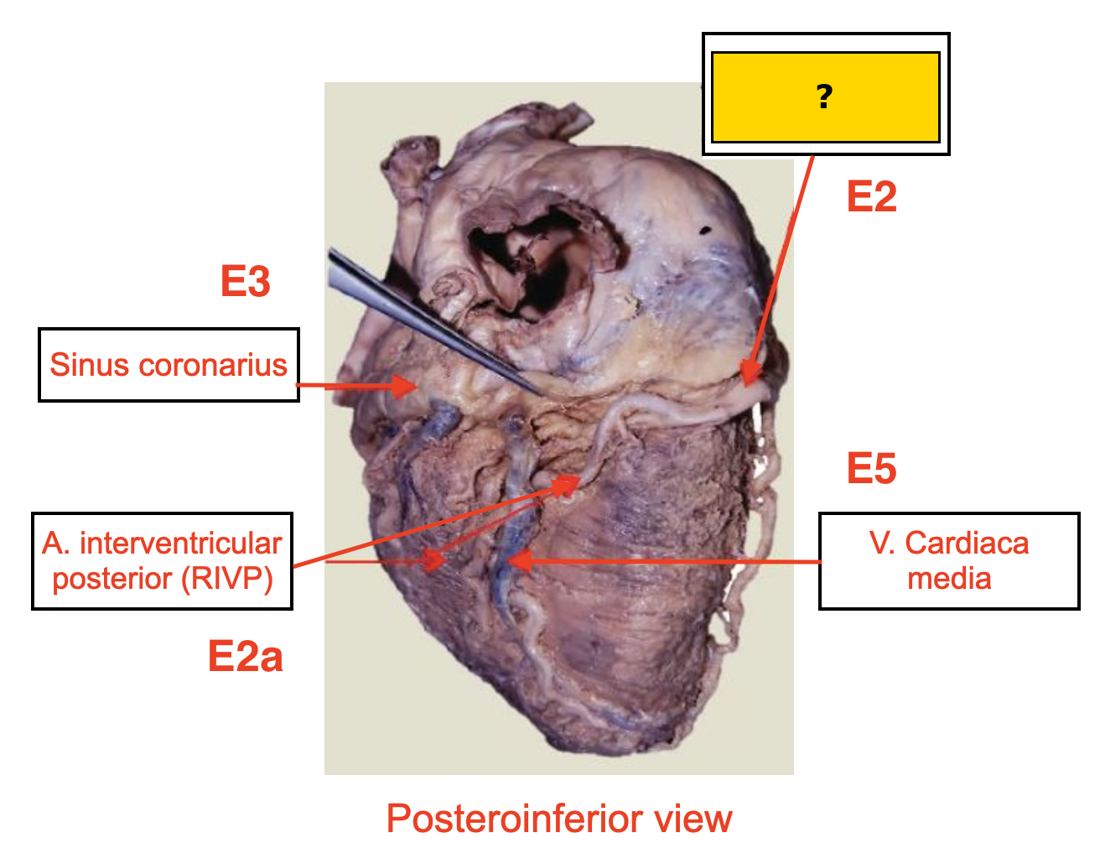 ?
E2
E3
Sinus coronarius
E5
A. interventricular
posterior (RIVP)
V. Cardiaca
media
E2a
Posteroinferior view